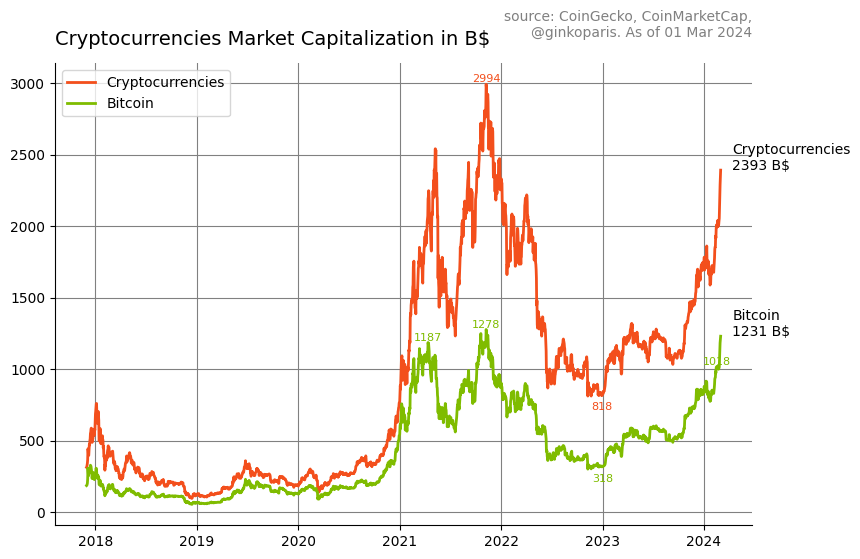 source: CoinGecko, CoinMarketCap,
@ginkoparis. As of 01 Mar 2024
Cryptocurrencies Market Capitalization in B$
Cryptocurrencies
Bitcoin
3000
2500
2000
1500
1000
500
0
2994
1187
1278
818
318
1018
Cryptocurrencies
2393 B$
Bitcoin
1231 B$
2018 2019 2020 2021 2022 2023 2024